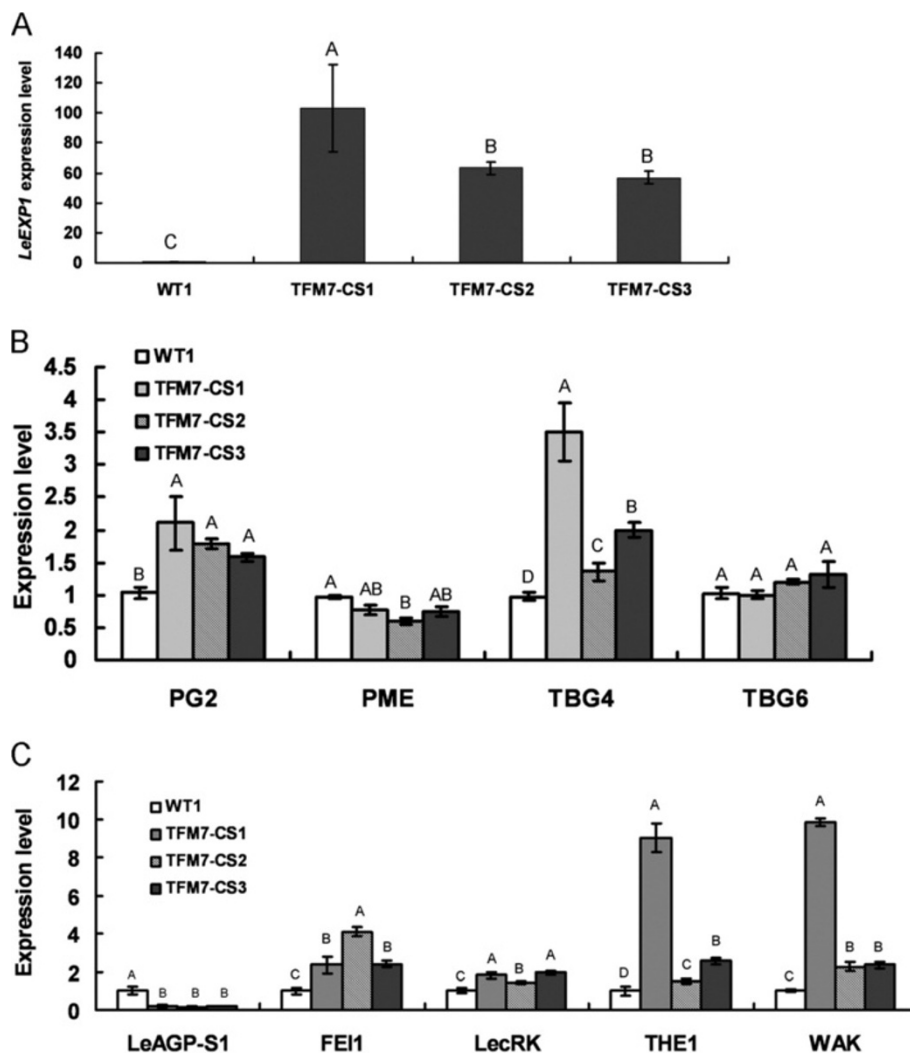 A
LeEXP1 expression level
140
120
100
80
60
40
20
0
C
A
B
B
WT1 TFM7-CS1 TFM7-CS2 TFM7-CS3
B
Expression level
4.5
4
3.5
3
2.5
2
1.5
1
0.5
0
WT1
TFM7-CS1
TFM7-CS2
TFM7-CS3
B A A A
A AB B AB
D A C B
A A A A
PG2 PME TBG4 TBG6
C
Expression level
12
10
8
6
4
2
0
WT1
TFM7-CS1
TFM7-CS2
TFM7-CS3
A B B B
C B A B
C A B A
D A C B
C A B B
LeAGP-S1 FEI1 LecRK THE1 WAK